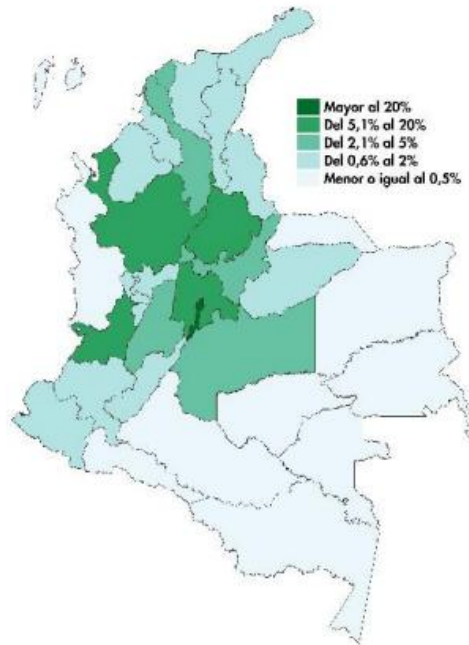 Mayor al 20%
Del 5,1% al 20%
Del 2,1% al 5%
Del 0,6% al 2%
Menor o igual al 0,5%